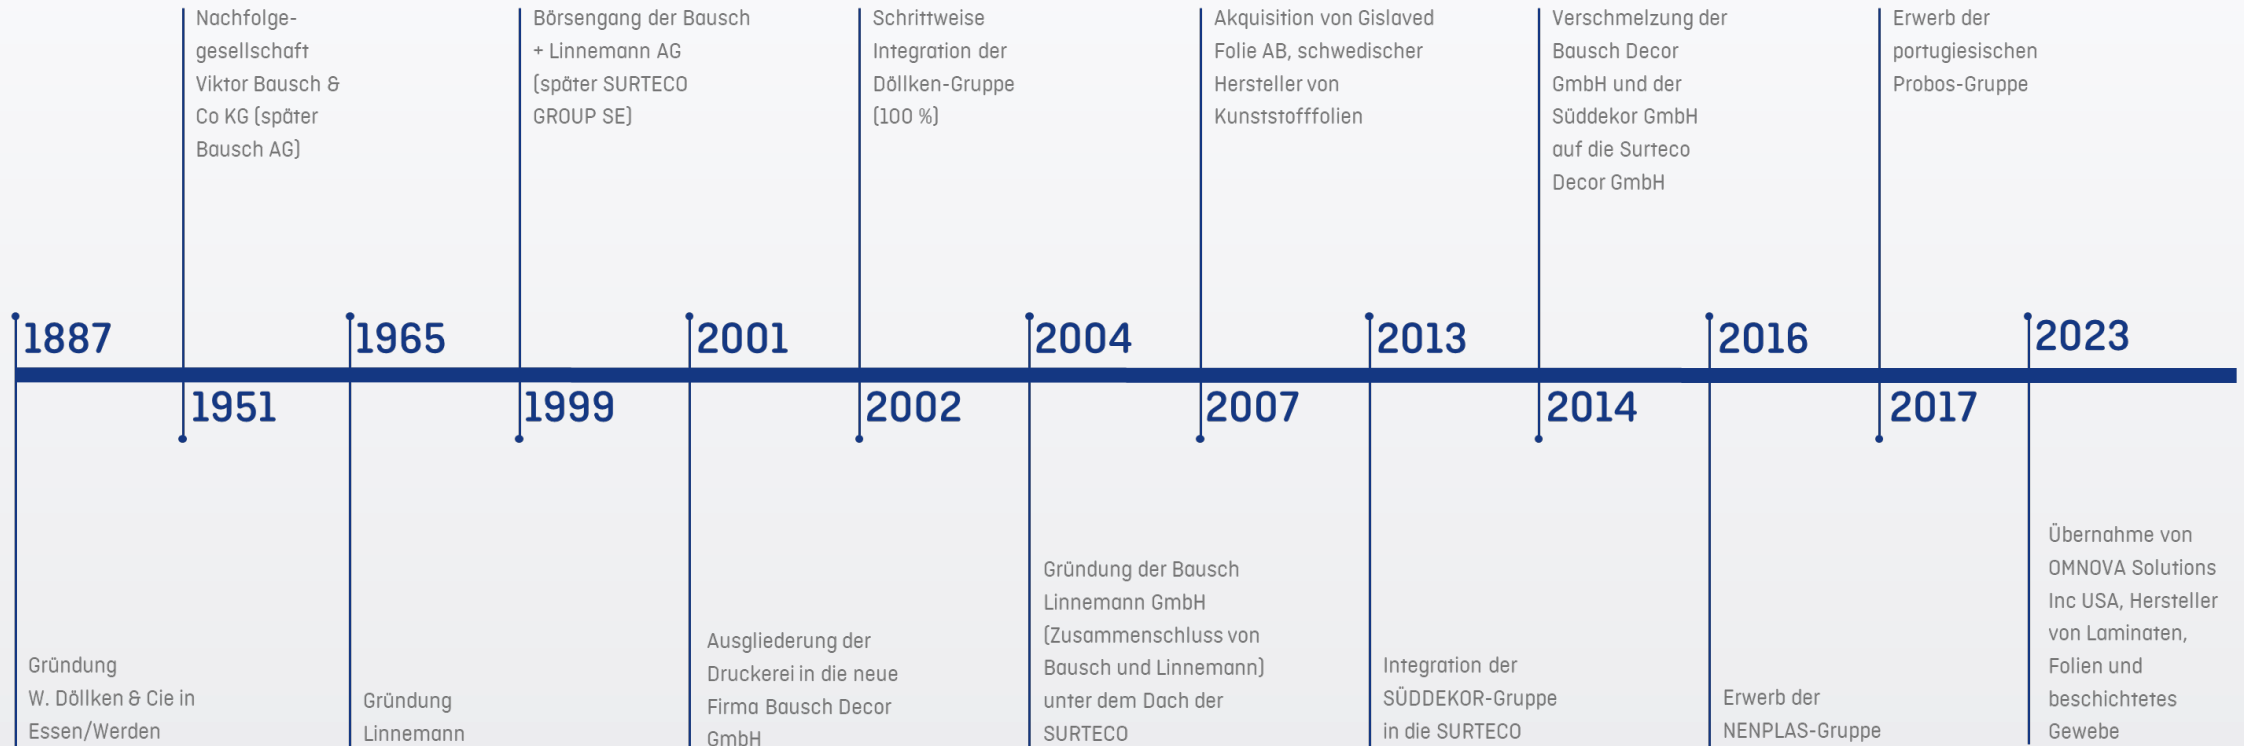 Nachfolge-
gesellschaft
Viktor Bausch &
Co KG (später
Bausch AG)
Börsengang der Bausch
+ Linnemann AG
(später SURTECO
GROUP SE)
Schrittweise
Integration der
Döllken-Gruppe
(100 %)
Akquisition von Gislaved
Folie AB, schwedischer
Hersteller von
Kunststofffolien
Verschmelzung der
Bausch Decor
GmbH und der
Süddekor GmbH
auf die Surteco
Decor GmbH
Erwerb der
portugiesischen
Probos-Gruppe
1887
1965
2001
2004
2013
2016
2023
1951
1999
2002
2007
2014
2017
Gründung
W. Döllken & Cie in
Essen/Werden
Gründung
Linnemann
Ausgliederung der
Druckerei in die neue
Firma Bausch Decor
GmbH
Gründung der Bausch
Linnemann GmbH
(Zusammenschluss von
Bausch und Linnemann)
unter dem Dach der
SURTECO
Integration der
SÜDDEKOR-Gruppe
in die SURTECO
Erwerb der
NENPLAS-Gruppe
Übernahme von
OMNOVA Solutions
Inc USA, Hersteller
von Laminaten,
Folien und
beschichtetes
Gewebe